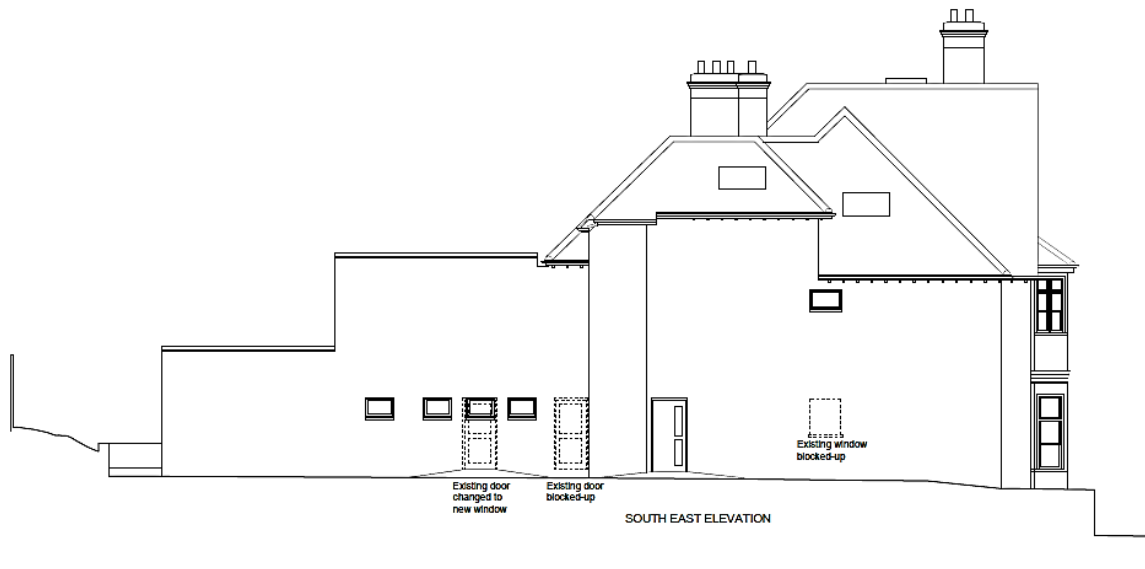 Existing window
blocked-up
Existing door
changed to
new window
Existing door
blocked-up
SOUTH EAST ELEVATION